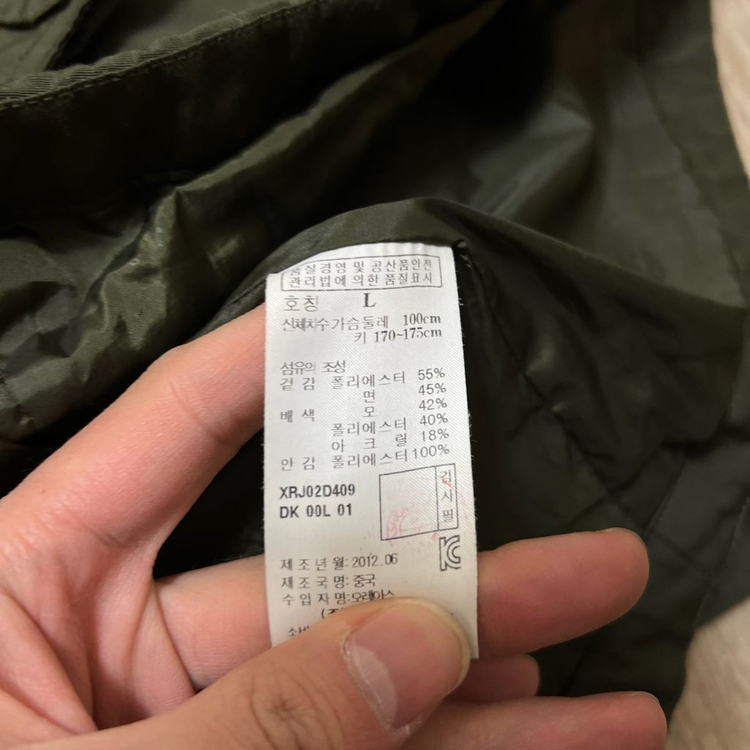 품질경영 및 공산품안전
관리법에 의한 품질표시
호칭 L
신체치수 가슴둘레 100cm
키 170~175cm
섬유의 조성
겉감 폴리에스터 55%
면 45%
배색 모 42%
폴리에스터 40%
아크릴 18%
안감 폴리에스터 100%
XRJ02D409
DK 00L 01
검사필
제조년월: 2012.06
제조국명: 중국
수입자명: